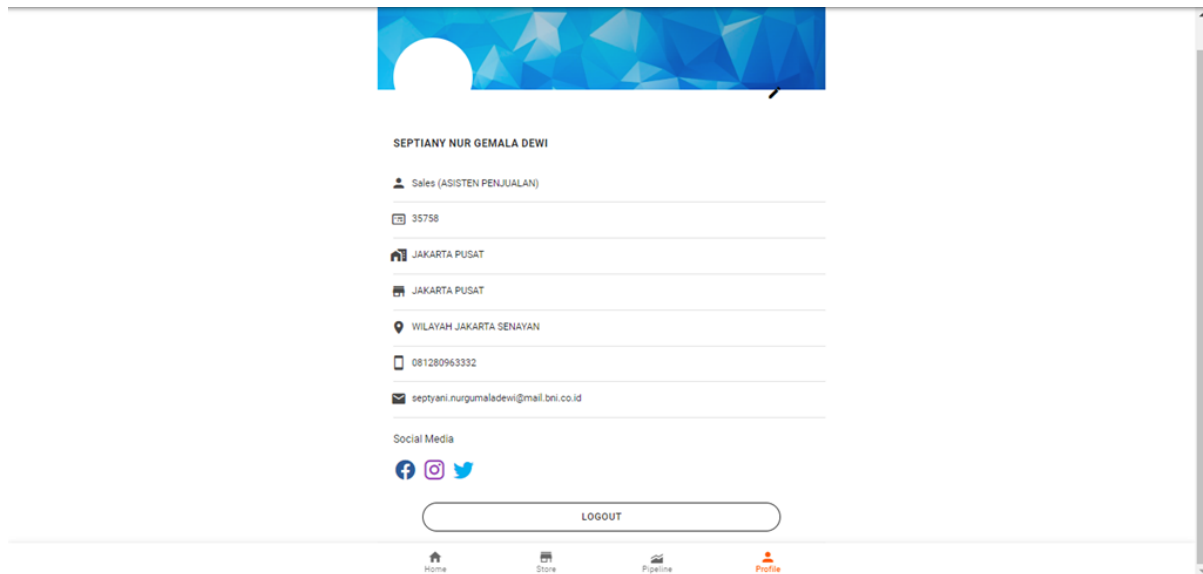 SEPTIANY NUR GEMALA DEWI
Sales (ASISTEN PENJUALAN)
35758
JAKARTA PUSAT
JAKARTA PUSAT
WILAYAH JAKARTA SENAYAN
081280963332
septyani.nurgumaladewi@mail.bni.co.id
Social Media
LOGOUT
Home Store Pipeline Profile